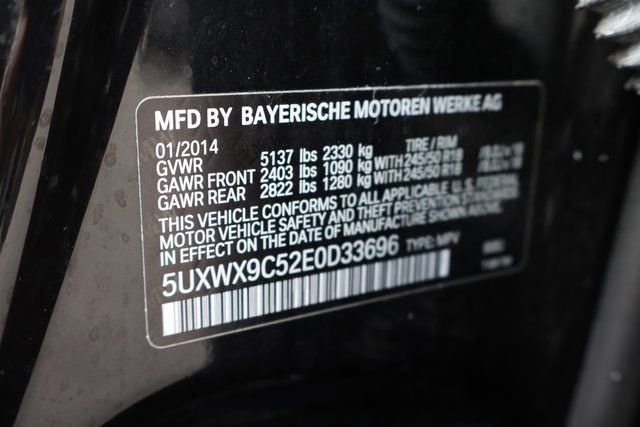 MFD BY BAYERISCHE MOTOREN WERKE AG
01/2014 TIRE / RIM
GVWR 5137 lbs 2330 kg
GAWR FRONT 2403 lbs 1090 kg WITH 245/50 R18
GAWR REAR 2822 lbs 1280 kg WITH 245/50 R18
THIS VEHICLE CONFORMS TO ALL APPLICABLE U.S. FEDERAL
MOTOR VEHICLE SAFETY AND THEFT PREVENTION STANDARDS
IN EFFECT ON THE DATE OF MANUFACTURE SHOWN ABOVE.
5UXWX9C52E0D33696 TYPE: MPV